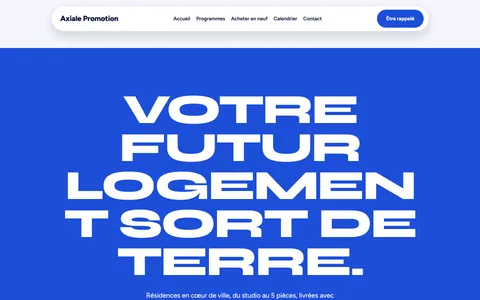 Axiale Promotion
Accueil Programmes Acheter en neuf Calendrier Contact
Être rappelé
VOTRE
FUTUR
LOGEMEN
T SORT DE
TERRE.
Résidences en cœur de ville, du studio au 5 pièces, livrées avec